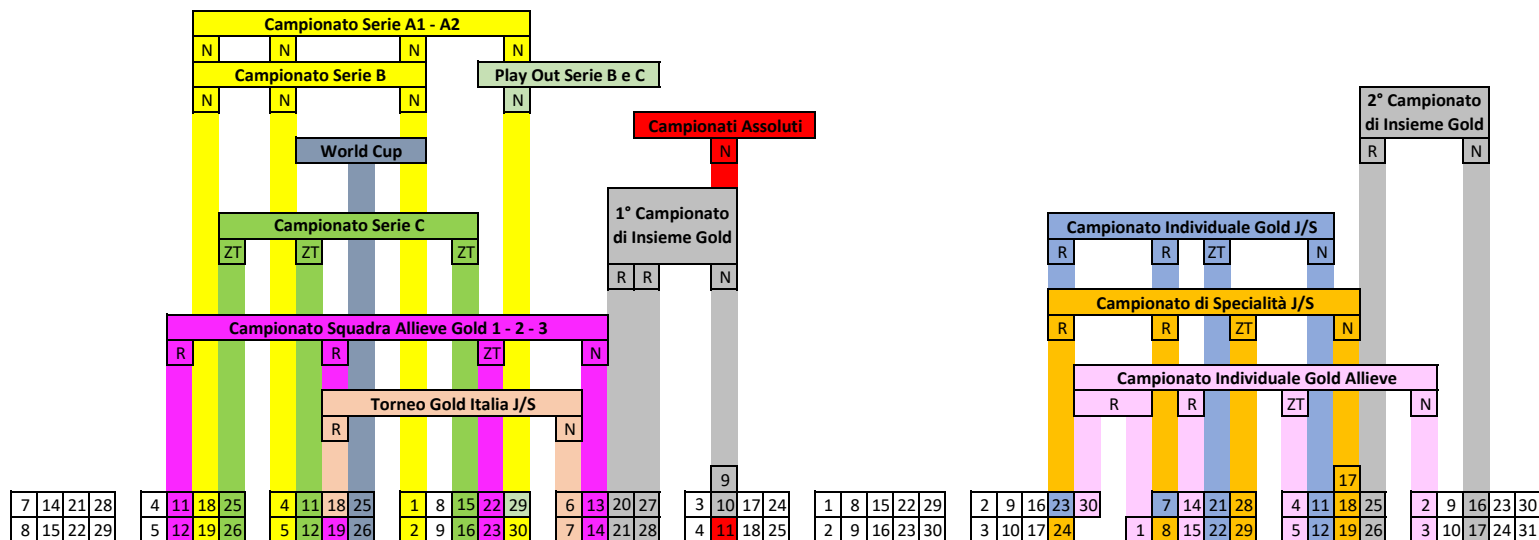 Campionato Serie A1 - A2
N N N N
Campionato Serie B
Play Out Serie B e C
N N N N
2° Campionato
di Insieme Gold
R N
Campionati Assoluti
N
World Cup
1° Campionato
di Insieme Gold
R R N
Campionato Serie C
ZT ZT ZT
Campionato Individuale Gold J/S
R R ZT N
Campionato di Specialità J/S
R R ZT N
Campionato Squadra Allieve Gold 1 - 2 - 3
R R ZT N
Campionato Individuale Gold Allieve
R R ZT N
Torneo Gold Italia J/S
R N
9 17
7 14 21 28 4 11 18 25 4 11 18 25 1 8 15 22 29 6 13 20 27 3 10 17 24 1 8 15 22 29 2 9 16 23 30 7 14 21 28 4 11 18 25 2 9 16 23 30
8 15 22 29 5 12 19 26 5 12 19 26 2 9 16 23 30 7 14 21 28 4 11 18 25 2 9 16 23 30 3 10 17 24 1 8 15 22 29 5 12 19 26 3 10 17 24 31